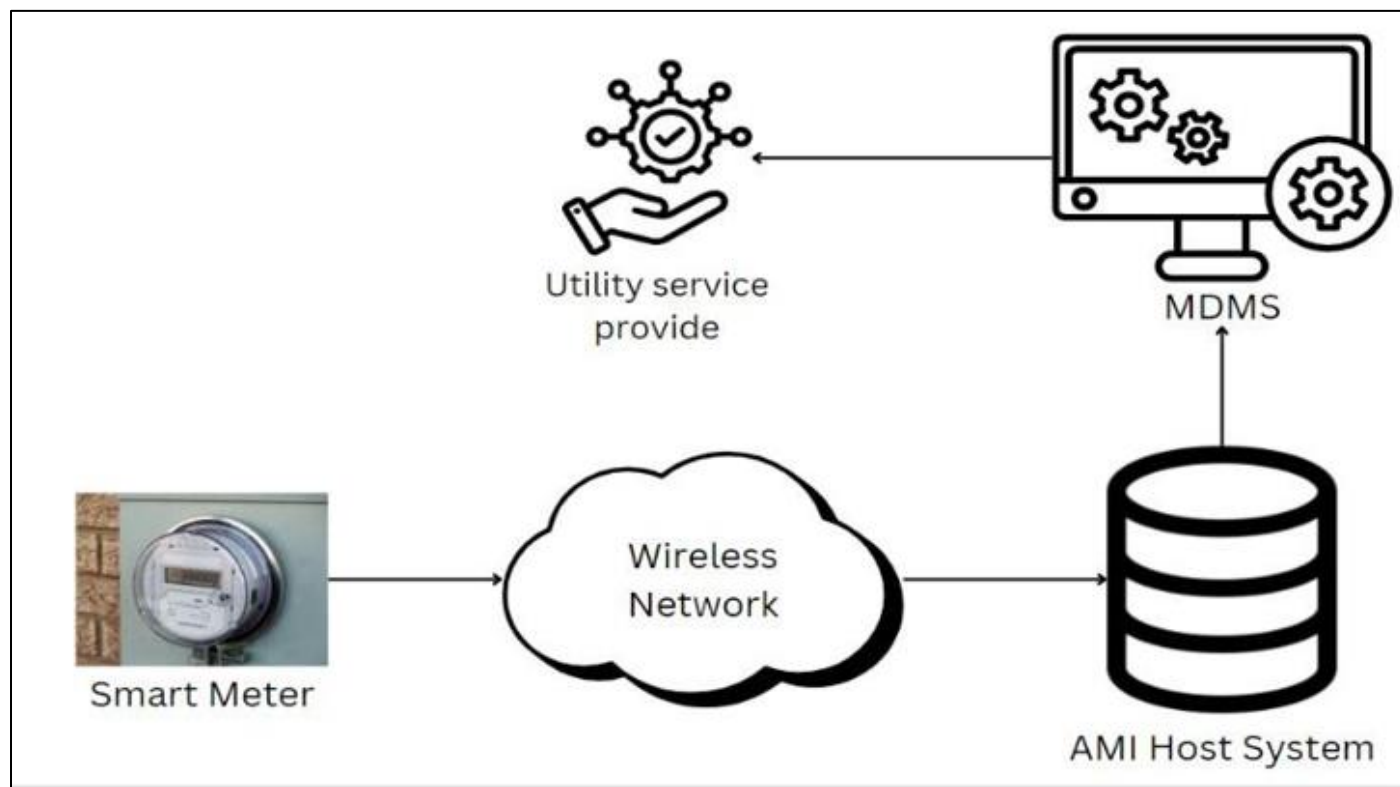 Utility service
provide
MDMS
Wireless
Network
Smart Meter
AMI Host System